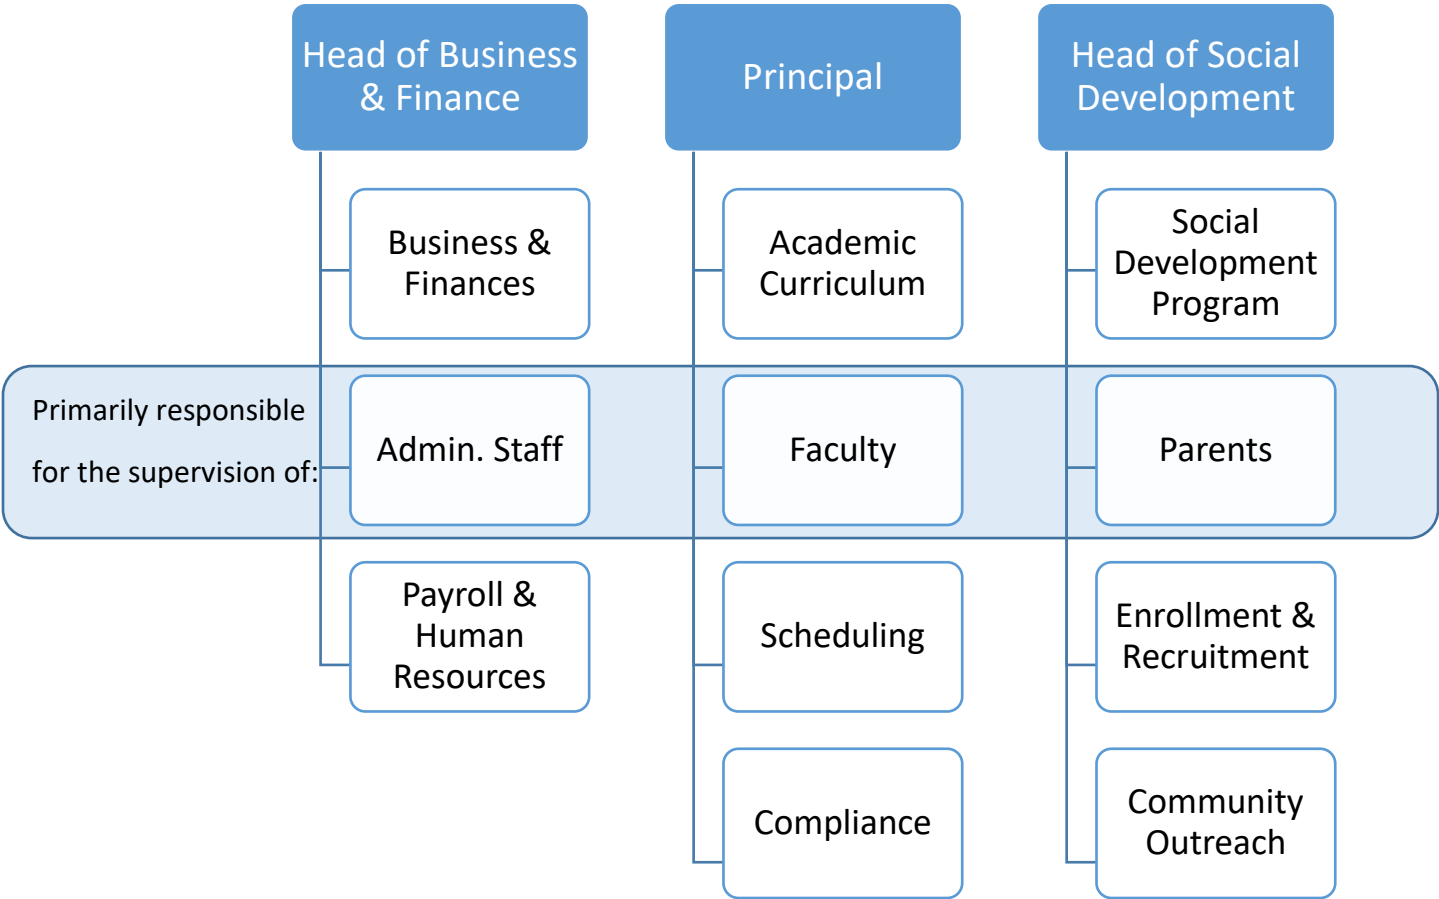 Head of Business
& Finance
Principal
Head of Social
Development
Business &
Finances
Academic
Curriculum
Social
Development
Program
Primarily responsible
for the supervision of:
Admin. Staff
Faculty
Parents
Payroll &
Human
Resources
Scheduling
Enrollment &
Recruitment
Compliance
Community
Outreach